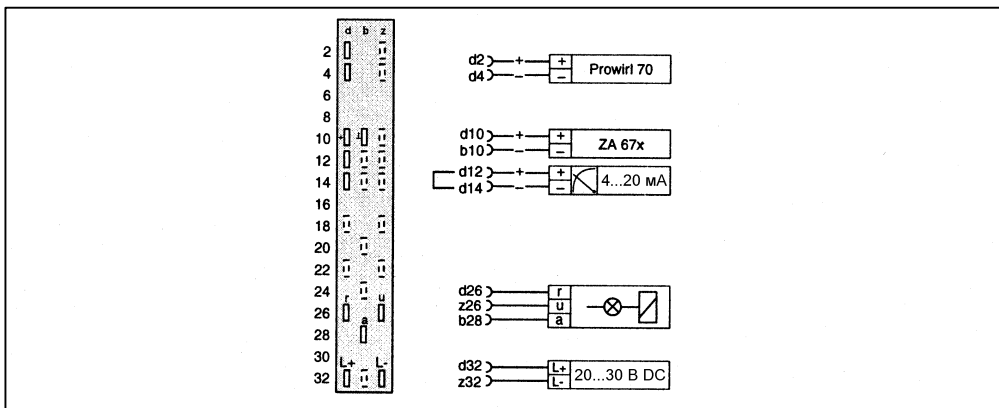 d b z
2
4
6
8
10 + ⊥
12
14
16
18
20
22
24
r u
26
a
28
30
L+ L-
32
d2 + + Prowirl 70
d4 – –
d10 + + ZA 67x
b10 – –
d12 + + 4...20 мА
d14 – –
d26 r
z26 u
b28 a
d32 L+ 20...30 В DC
z32 L-